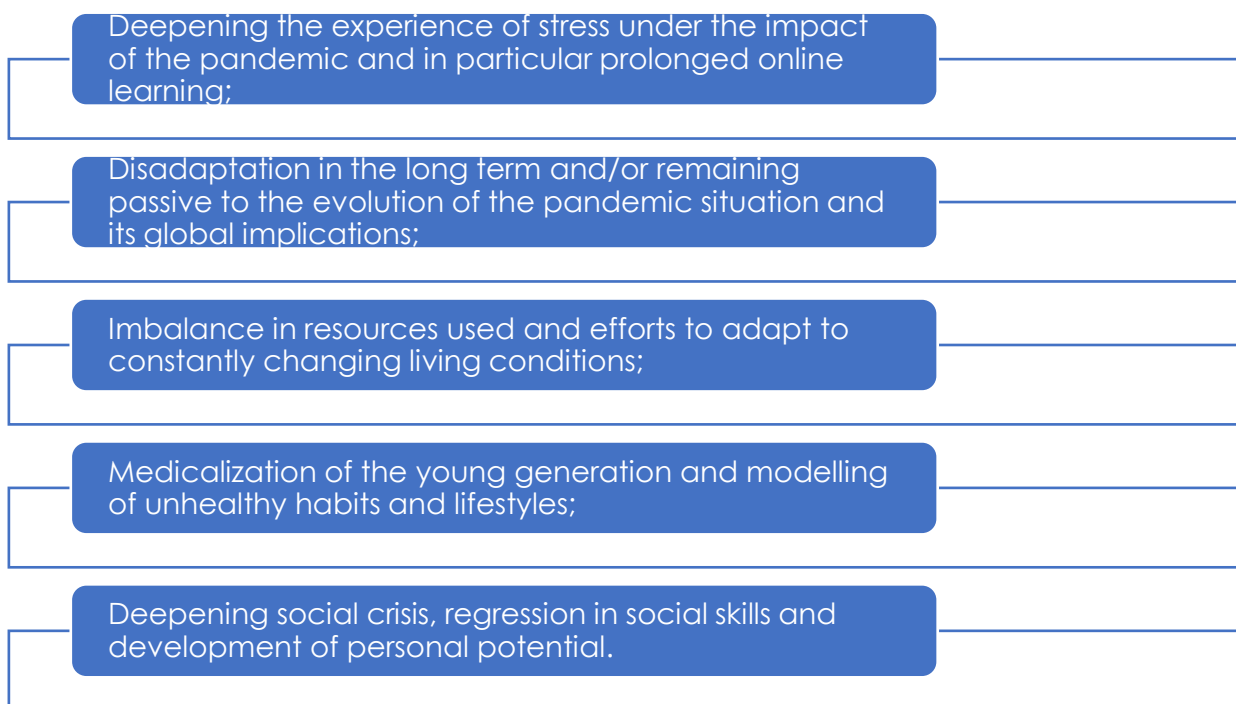 Deepening the experience of stress under the impact
of the pandemic and in particular prolonged online
learning;
Disadaptation in the long term and/or remaining
passive to the evolution of the pandemic situation and
its global implications;
Imbalance in resources used and efforts to adapt to
constantly changing living conditions;
Medicalization of the young generation and modelling
of unhealthy habits and lifestyles;
Deepening social crisis, regression in social skills and
development of personal potential.